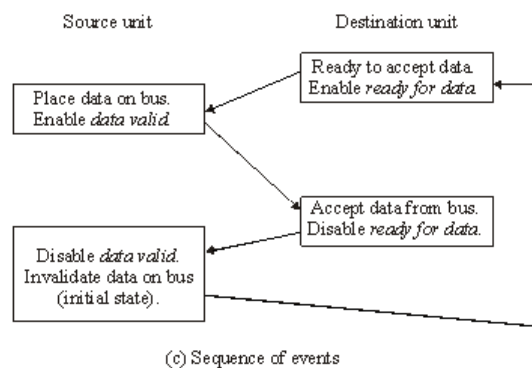 Source unit
Destination unit
Ready to accept data.
Enable ready for data.
Place data on bus.
Enable data valid.
Accept data from bus.
Disable ready for data.
Disable data valid.
Invalidate data on bus
(initial state).
(c) Sequence of events